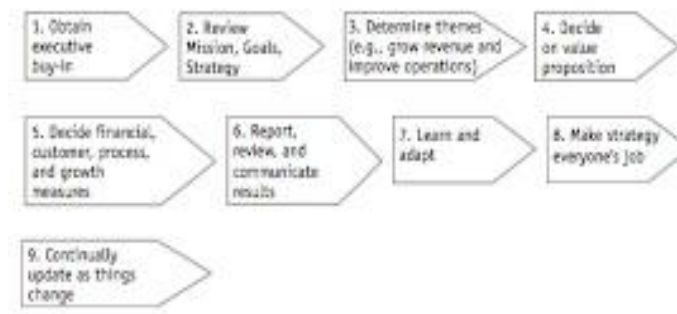 1. Obtain
executive
buy-in
2. Review
Mission, Goals,
Strategy
3. Determine themes
(e.g., grow revenue and
improve operations)
4. Decide
on value
proposition
5. Decide financial,
customer, process,
and growth
measures
6. Report,
review, and
communicate
results
7. Learn and
adapt
8. Make strategy
everyone's job
9. Continually
update as things
change